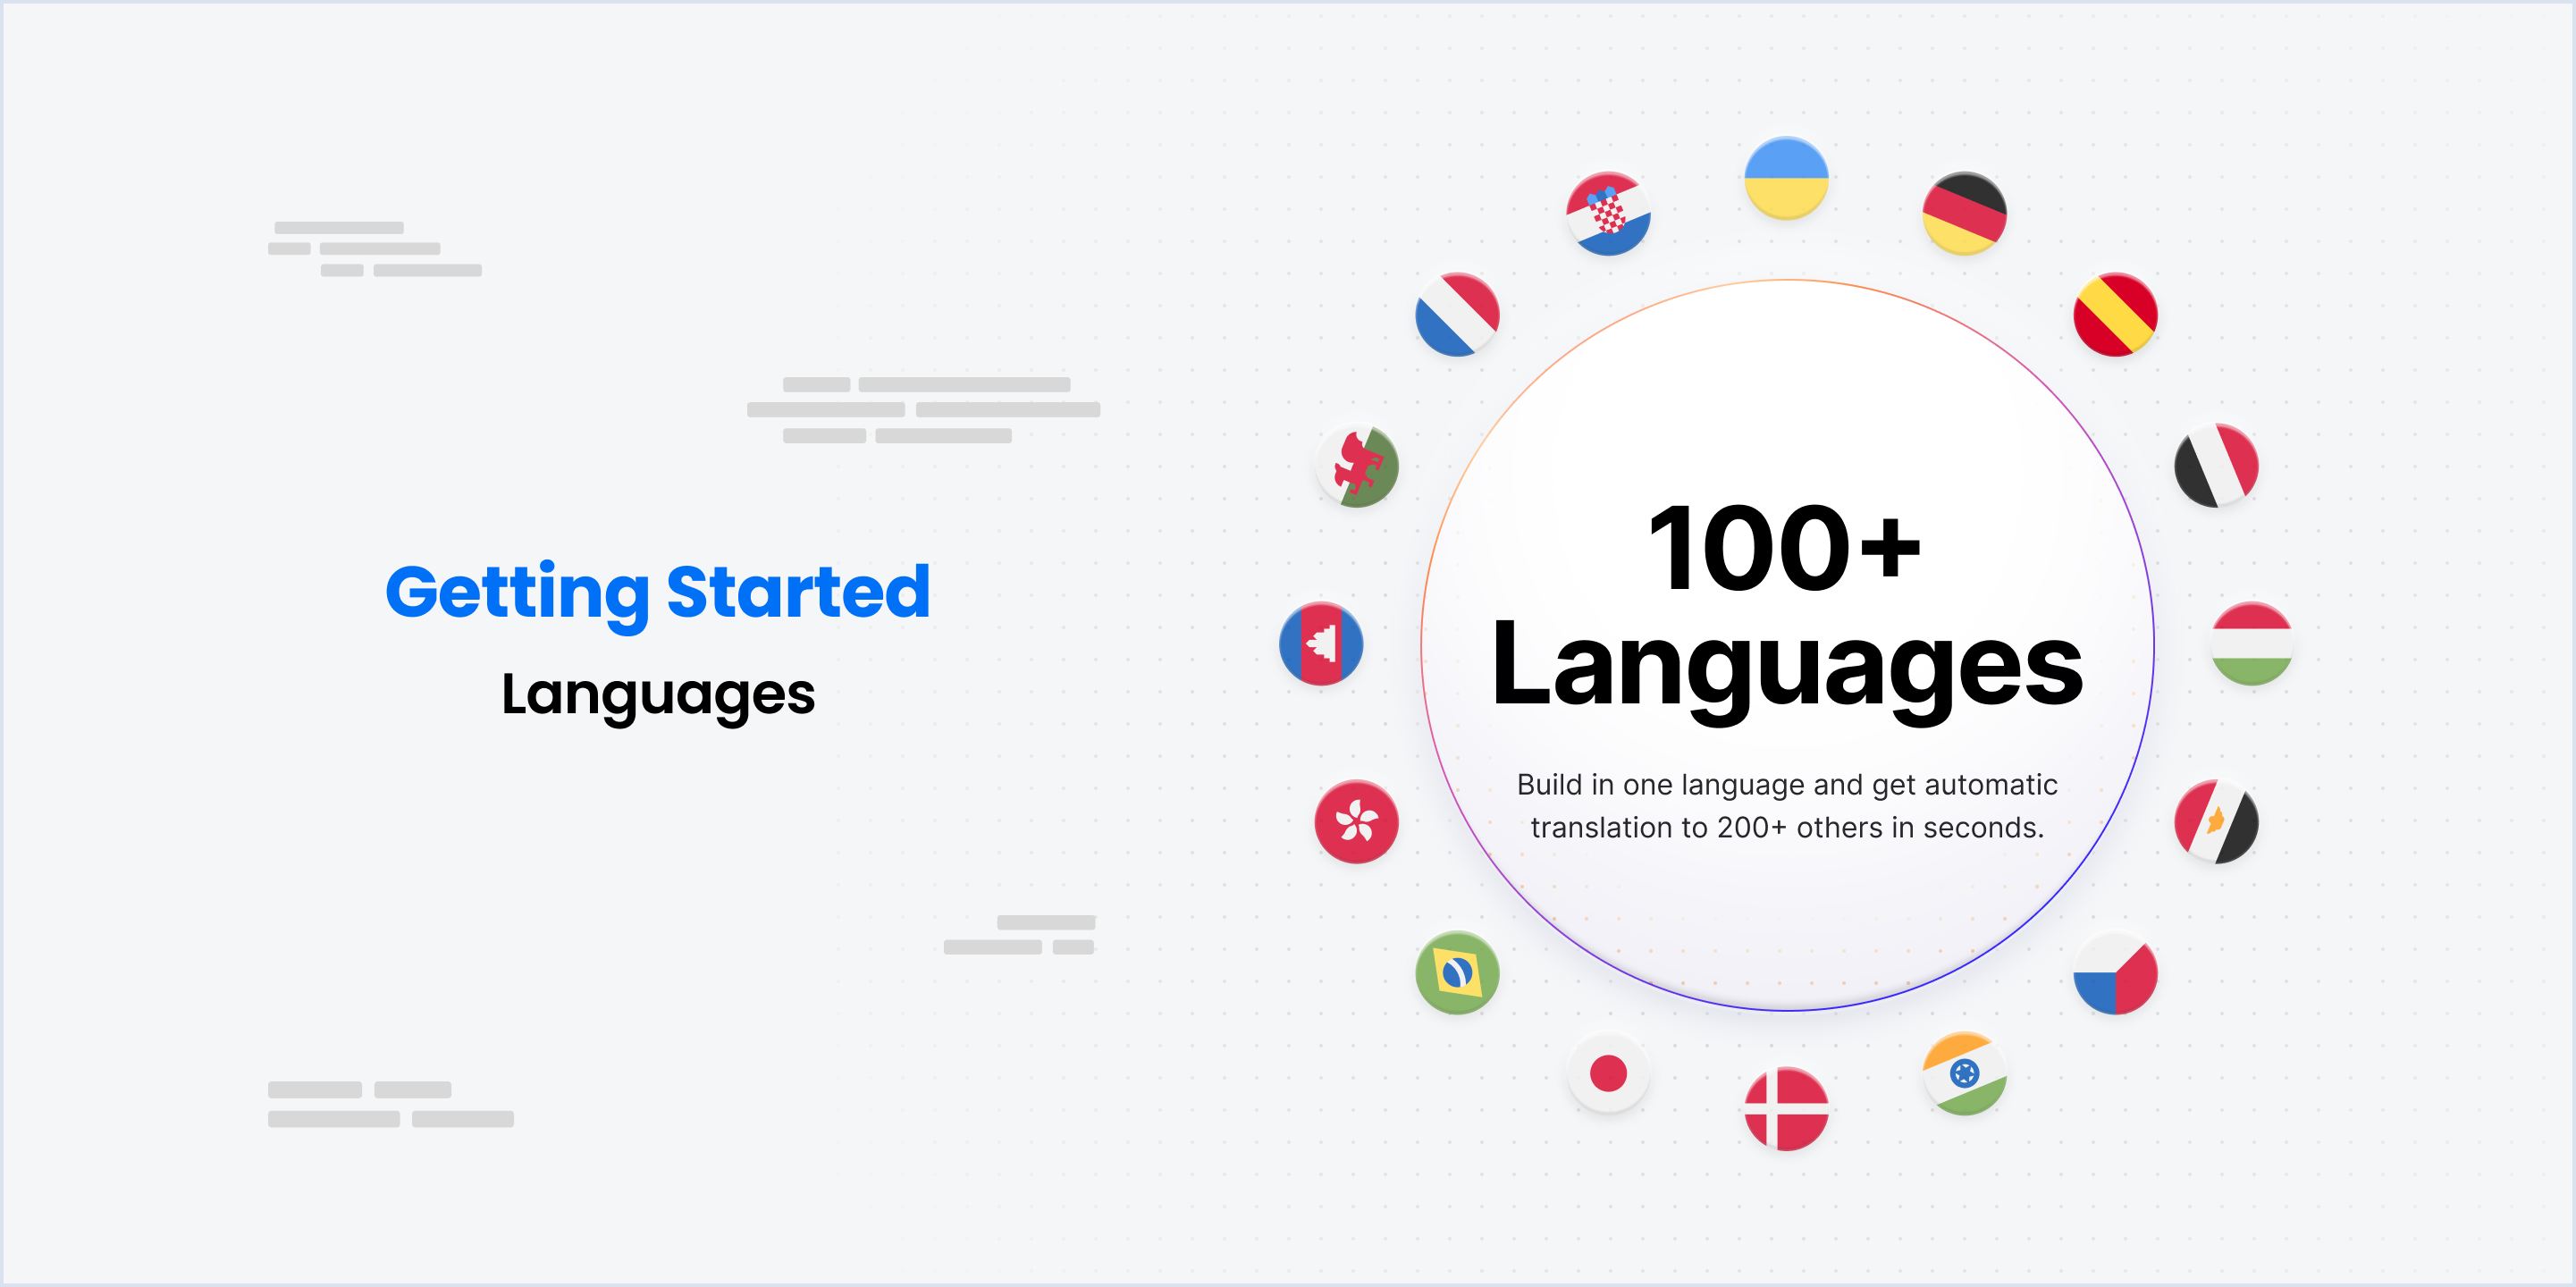 Getting Started
Languages
100+
Languages
Build in one language and get automatic
translation to 200+ others in seconds.